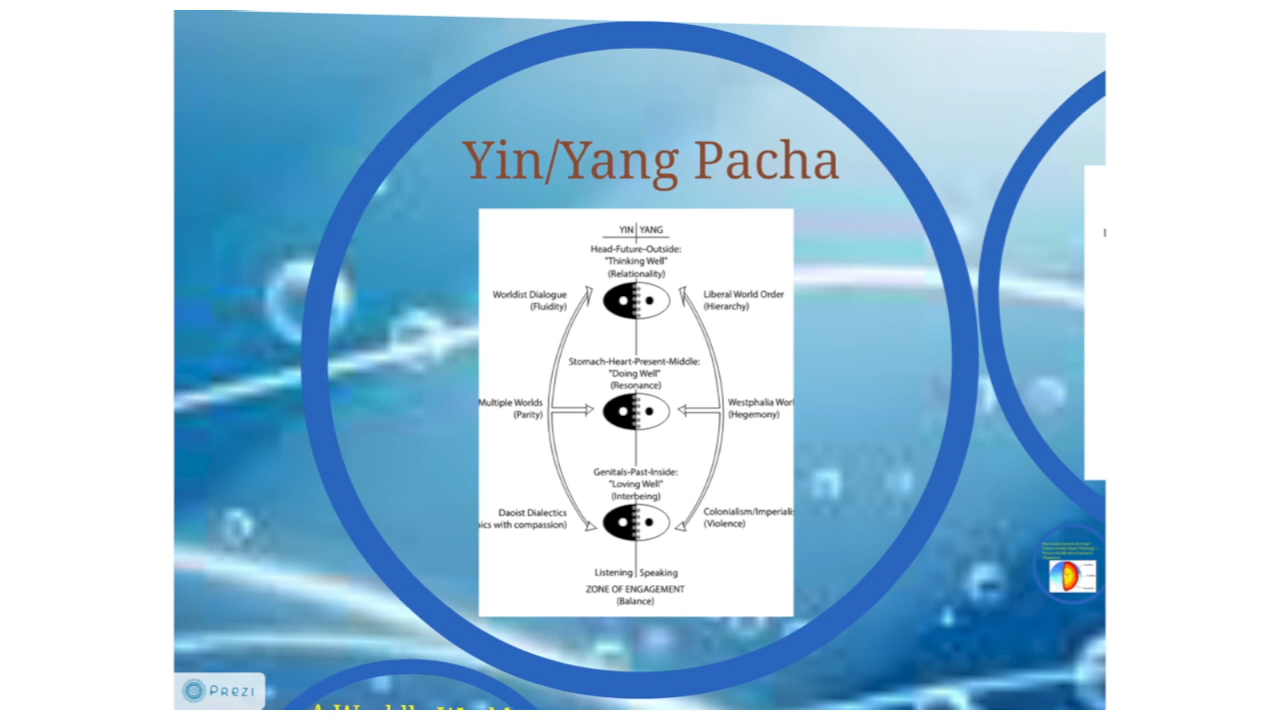 Yin/Yang Pacha
YIN YANG
Head-Future-Outside:
"Thinking Well"
(Relationality)
Worldist Dialogue
(Fluidity)
Liberal World Order
(Hierarchy)
Stomach-Heart-Present-Middle:
"Doing Well"
(Resonance)
Multiple Worlds
(Parity)
Westphalia Worl
(Hegemony)
Genitals-Past-Inside:
"Loving Well"
(Interbeing)
Daoist Dialectics
ics with compassion)
Colonialism/Imperialis
(Violence)
Listening Speaking
ZONE OF ENGAGEMENT
(Balance)
Prezi